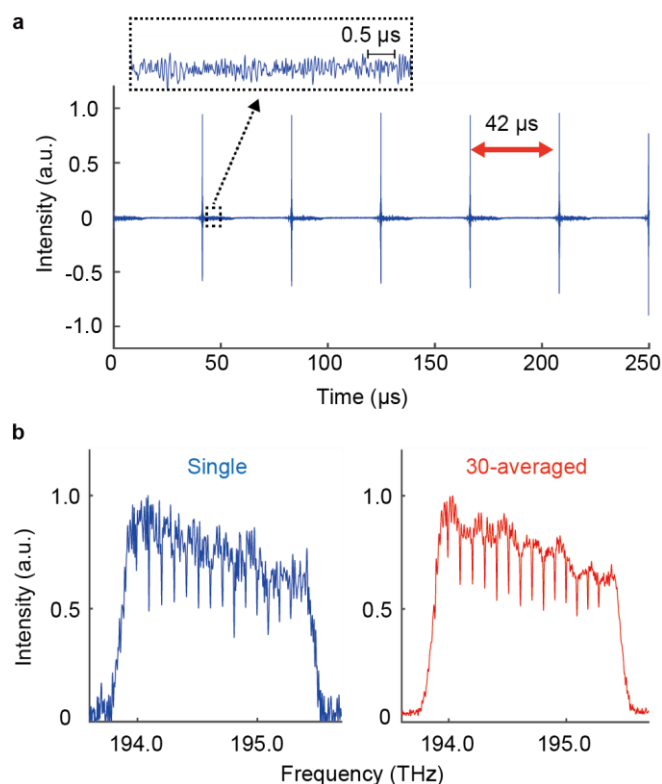 a
0.5 µs
42 µs
1.0
0.5
0
-0.5
-1.0
Intensity (a.u.)
0
50
100
150
200
250
Time (µs)
b
Single
30-averaged
1.0
0.5
0
Intensity (a.u.)
194.0
195.0
1.0
0.5
0
194.0
195.0
Frequency (THz)